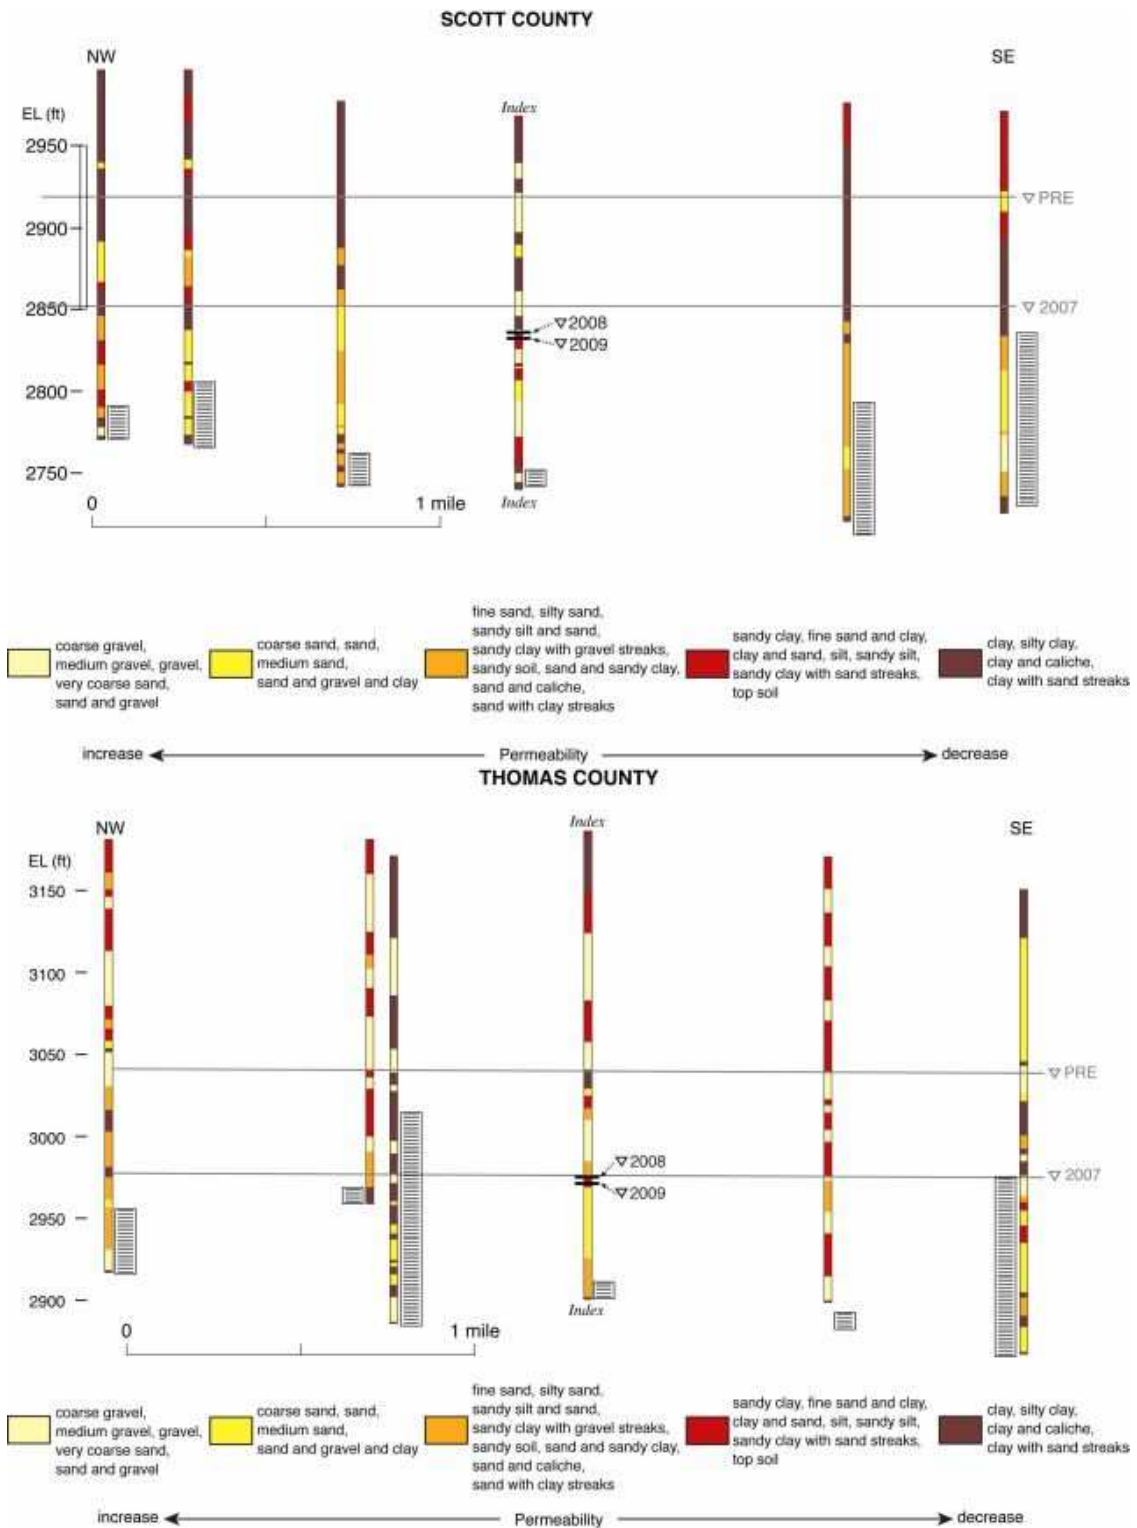 SCOTT COUNTY
NW
SE
EL (ft)
Index
2950
▽ PRE
2900
2850
▽ 2007
▽2008
▽2009
2800
2750
0
1 mile
Index
coarse gravel,
medium gravel, gravel,
very coarse sand,
sand and gravel
coarse sand, sand,
medium sand,
sand and gravel and clay
fine sand, silty sand,
sandy silt and sand,
sandy clay with gravel streaks,
sandy soil, sand and sandy clay,
sand and caliche,
sand with clay streaks
sandy clay, fine sand and clay,
clay and sand, silt, sandy silt,
sandy clay with sand streaks,
top soil
clay, silty clay,
clay and caliche,
clay with sand streaks
increase
Permeability
decrease
THOMAS COUNTY
NW
Index
SE
EL (ft)
3150
3100
3050
▽ PRE
3000
▽2008
▽ 2007
▽2009
2950
2900
Index
0
1 mile
coarse gravel,
medium gravel, gravel,
very coarse sand,
sand and gravel
coarse sand, sand,
medium sand,
sand and gravel and clay
fine sand, silty sand,
sandy silt and sand,
sandy clay with gravel streaks,
sandy soil, sand and sandy clay,
sand and caliche,
sand with clay streaks
sandy clay, fine sand and clay,
clay and sand, silt, sandy silt,
sandy clay with sand streaks,
top soil
clay, silty clay,
clay and caliche,
clay with sand streaks
increase
Permeability
decrease